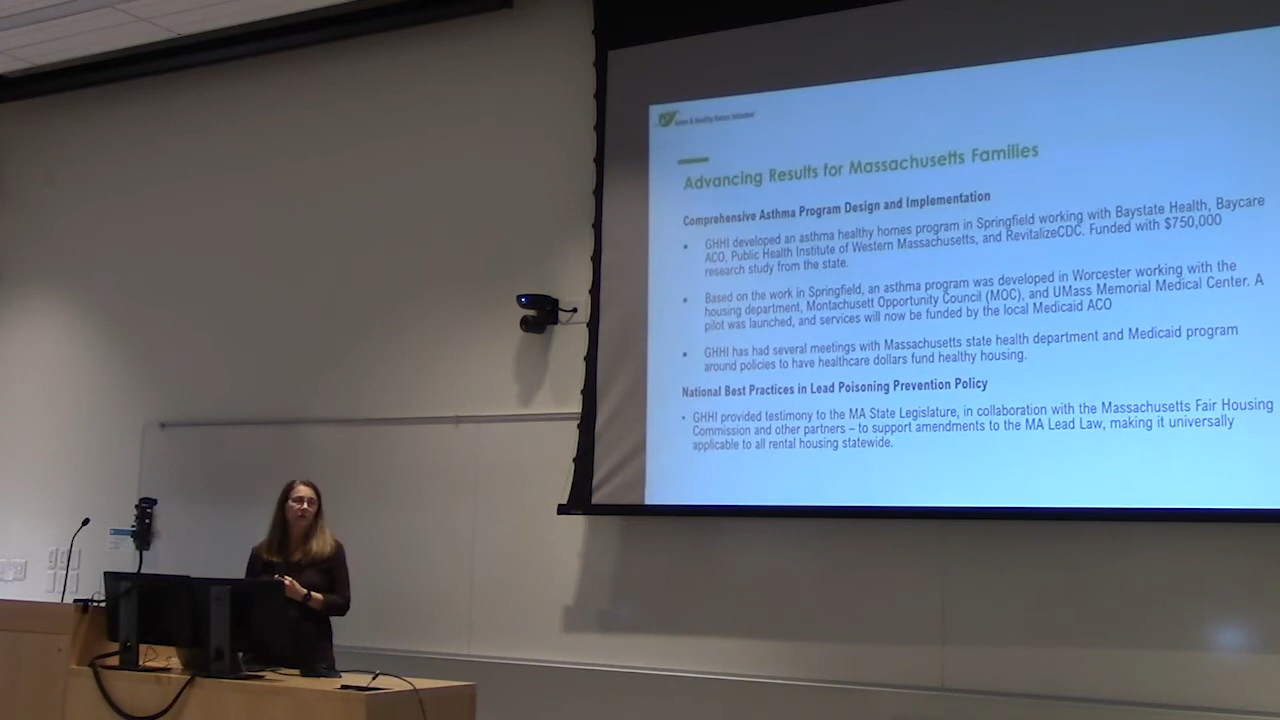 Green & Healthy Homes Initiative
Advancing Results for Massachusetts Families
Comprehensive Asthma Program Design and Implementation
• GHHI developed an asthma healthy homes program in Springfield working with Baystate Health, Baycare
ACO, Public Health Institute of Western Massachusetts, and RevitalizeCDC. Funded with $750,000
research study from the state.
• Based on the work in Springfield, an asthma program was developed in Worcester working with the
housing department, Montachusett Opportunity Council (MOC), and UMass Memorial Medical Center. A
pilot was launched, and services will now be funded by the local Medicaid ACO
• GHHI has had several meetings with Massachusetts state health department and Medicaid program
around policies to have healthcare dollars fund healthy housing.
National Best Practices in Lead Poisoning Prevention Policy
• GHHI provided testimony to the MA State Legislature, in collaboration with the Massachusetts Fair Housing
Commission and other partners – to support amendments to the MA Lead Law, making it universally
applicable to all rental housing statewide.